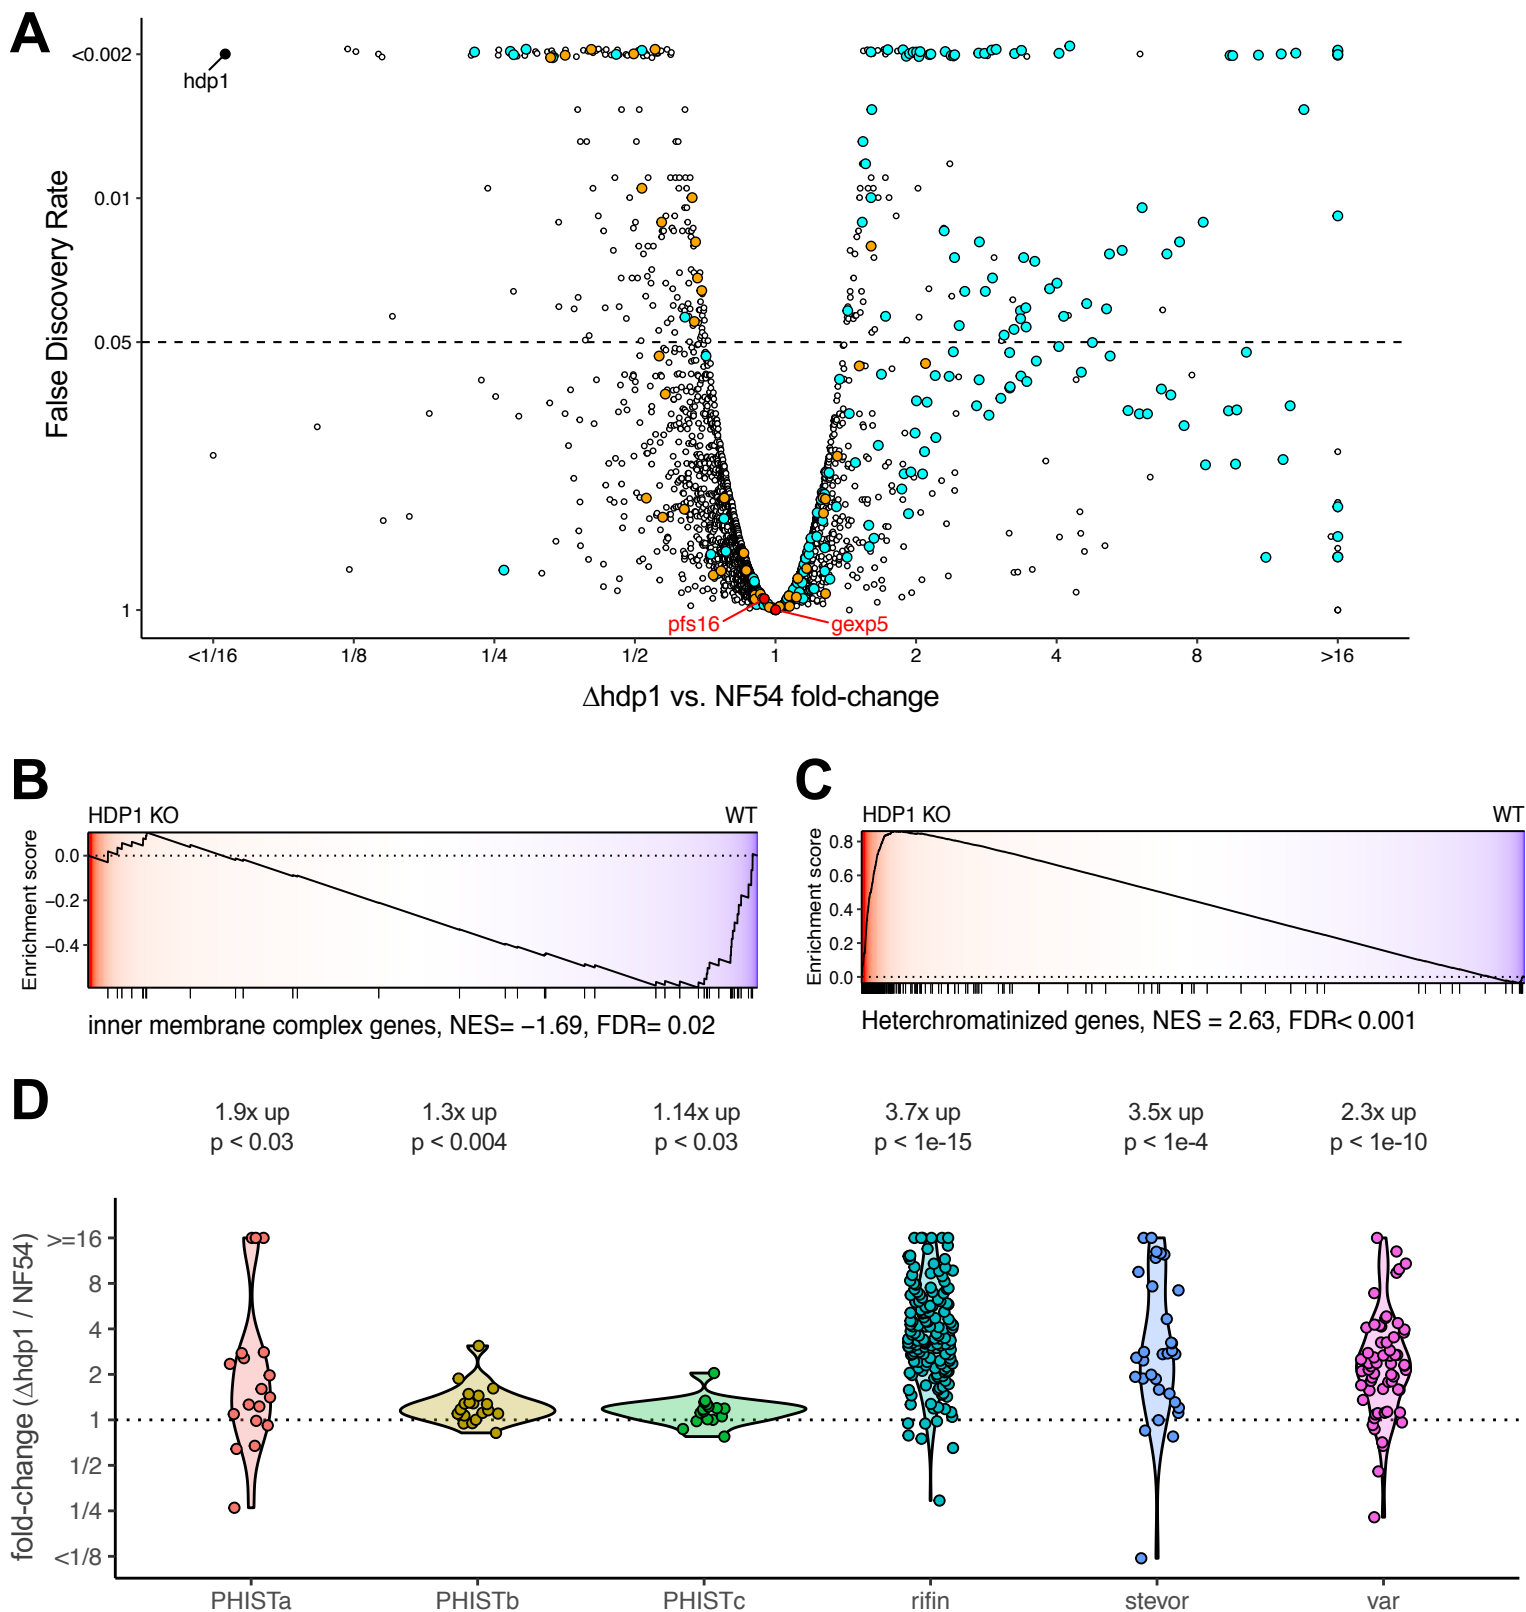 A
<0.002
hdp1
0.01
0.05
1
False Discovery Rate
pfs16
gexp5
<1/16
1/8
1/4
1/2
1
2
4
8
>16
Δhdp1 vs. NF54 fold-change
B
HDP1 KO
WT
Enrichment score
0.0
−0.2
−0.4
inner membrane complex genes, NES= −1.69, FDR= 0.02
C
HDP1 KO
WT
Enrichment score
0.8
0.6
0.4
0.2
0.0
Heterchromatinized genes, NES = 2.63, FDR< 0.001
D
1.9x up
p < 0.03
1.3x up
p < 0.004
1.14x up
p < 0.03
3.7x up
p < 1e-15
3.5x up
p < 1e-4
2.3x up
p < 1e-10
fold-change (Δhdp1 / NF54)
>=16
8
4
2
1
1/2
1/4
<1/8
PHISTa
PHISTb
PHISTc
rifin
stevor
var